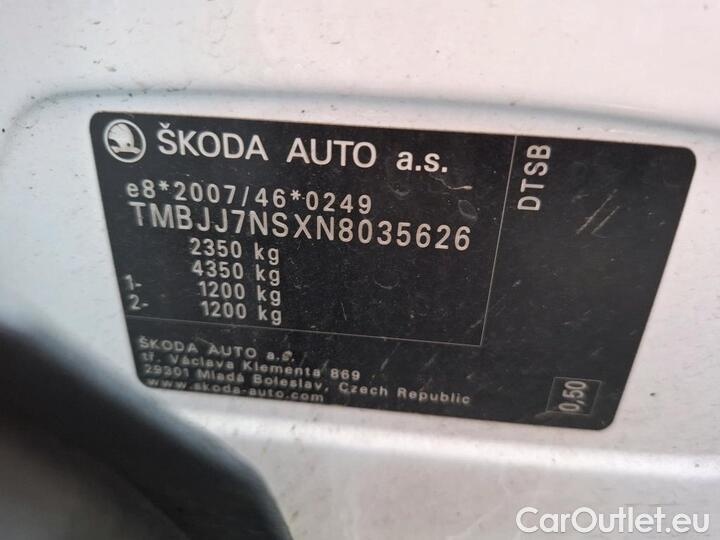 ŠKODA AUTO a.s.
e8*2007/46*0249
TMBJJ7NSXN8035626
2350 kg
4350 kg
1- 1200 kg
2- 1200 kg
ŠKODA AUTO a.s.
tř. Václava Klementa 869
29301 Mladá Boleslav, Czech Republic
www.skoda-auto.com
DTSB
0,50
CarOutlet.eu